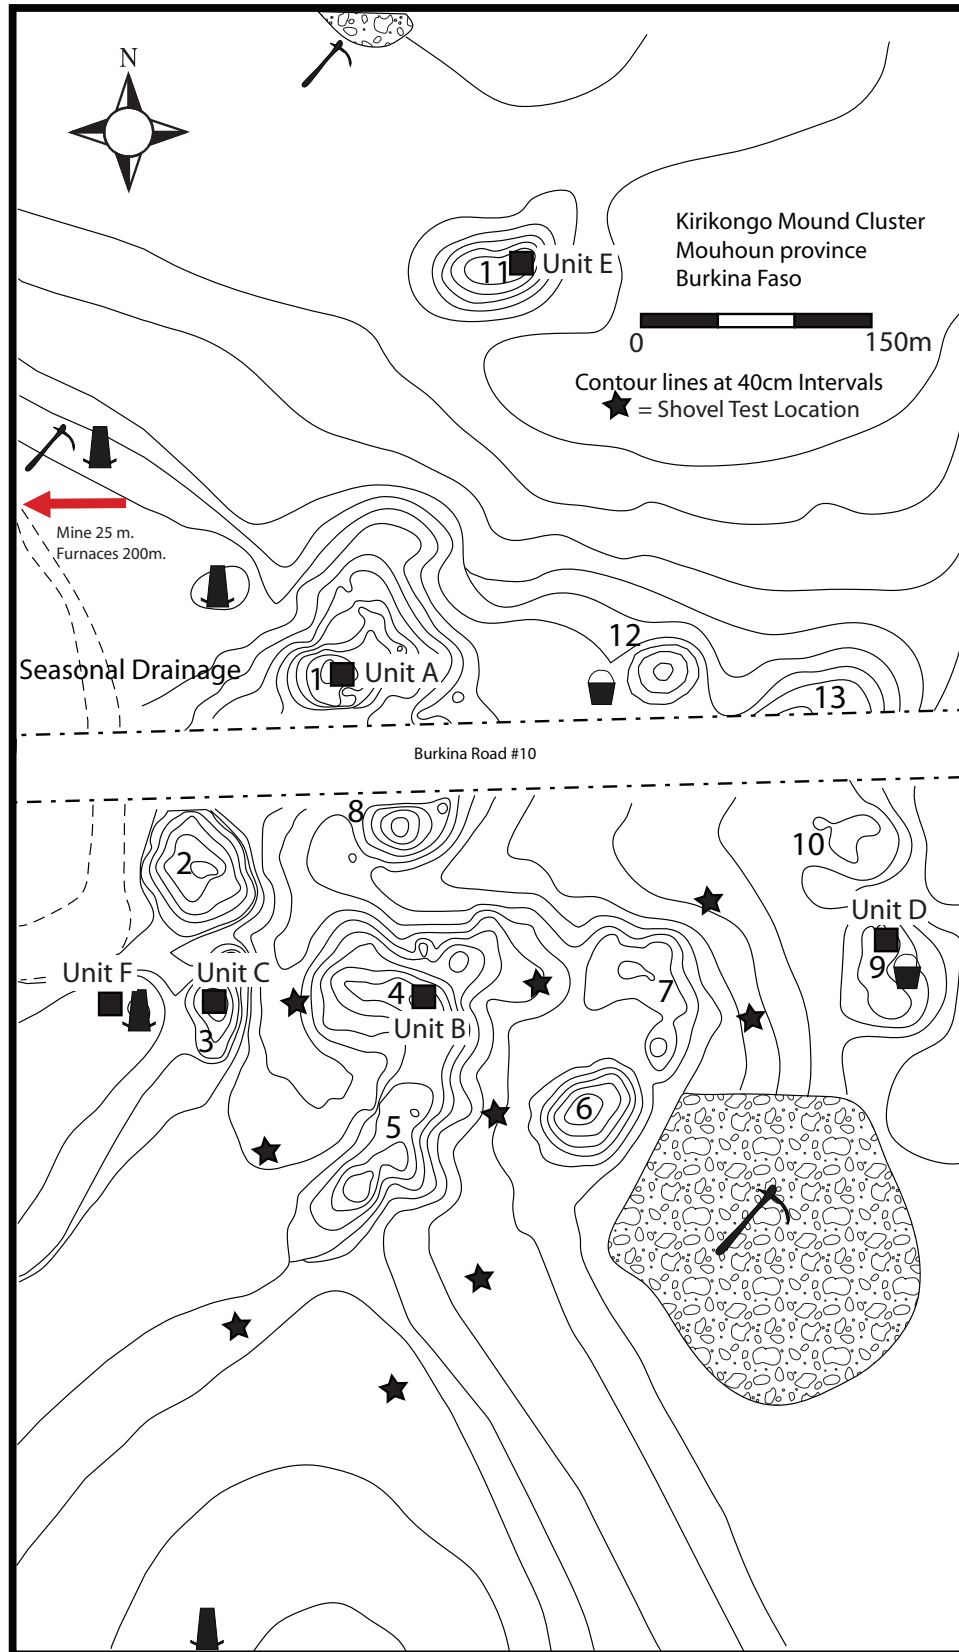 N
Kirikongo Mound Cluster
Mouhoun province
Burkina Faso
11
Unit E
0
150m
Contour lines at 40cm Intervals
= Shovel Test Location
Mine 25 m.
Furnaces 200m.
12
Seasonal Drainage
1
Unit A
13
Burkina Road #10
8
2
10
Unit D
Unit F
Unit C
9
4
7
Unit B
3
6
5